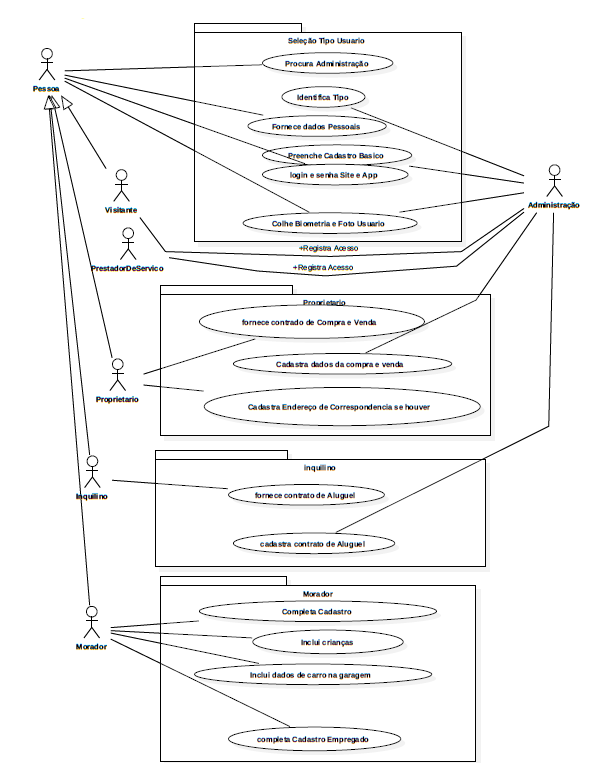 Seleção Tipo Usuario
Procura Administração
Pessoa
Identifica Tipo
Fornece dados Pessoais
Preenche Cadastro Basico
login e senha Site e App
Visitante
Administração
Colhe Biometria e Foto Usuario
+Registra Acesso
PrestadorDeServico
+Registra Acesso
Proprietario
fornece contrado de Compra e Venda
Cadastra dados da compra e venda
Proprietario
Cadastra Endereço de Correspondencia se houver
inquilino
Inquilino
fornece contrato de Aluguel
cadastra contrato de Aluguel
Morador
Completa Cadastro
Inclui crianças
Morador
Inclui dados de carro na garagem
completa Cadastro Empregado